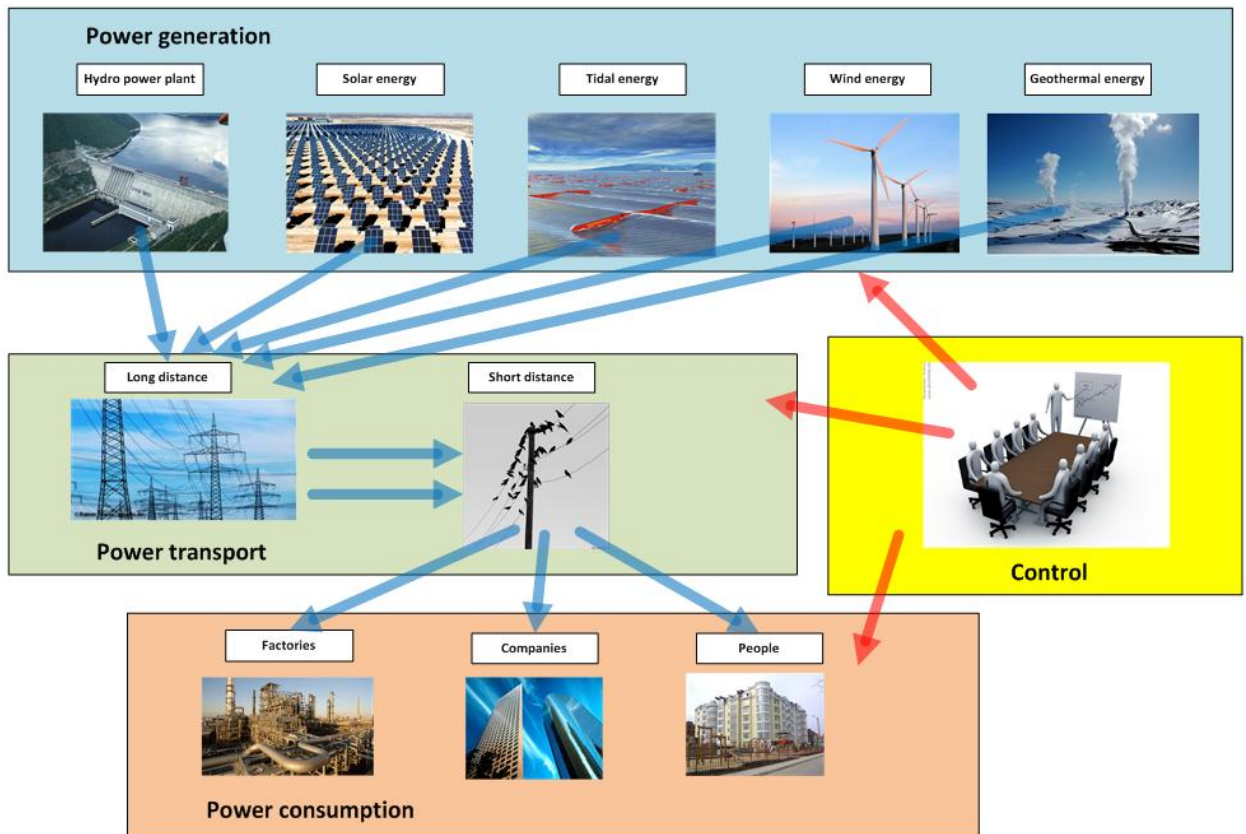 Power generation
Hydro power plant
Solar energy
Tidal energy
Wind energy
Geothermal energy
Long distance
Short distance
Power transport
Control
Factories
Companies
People
Power consumption